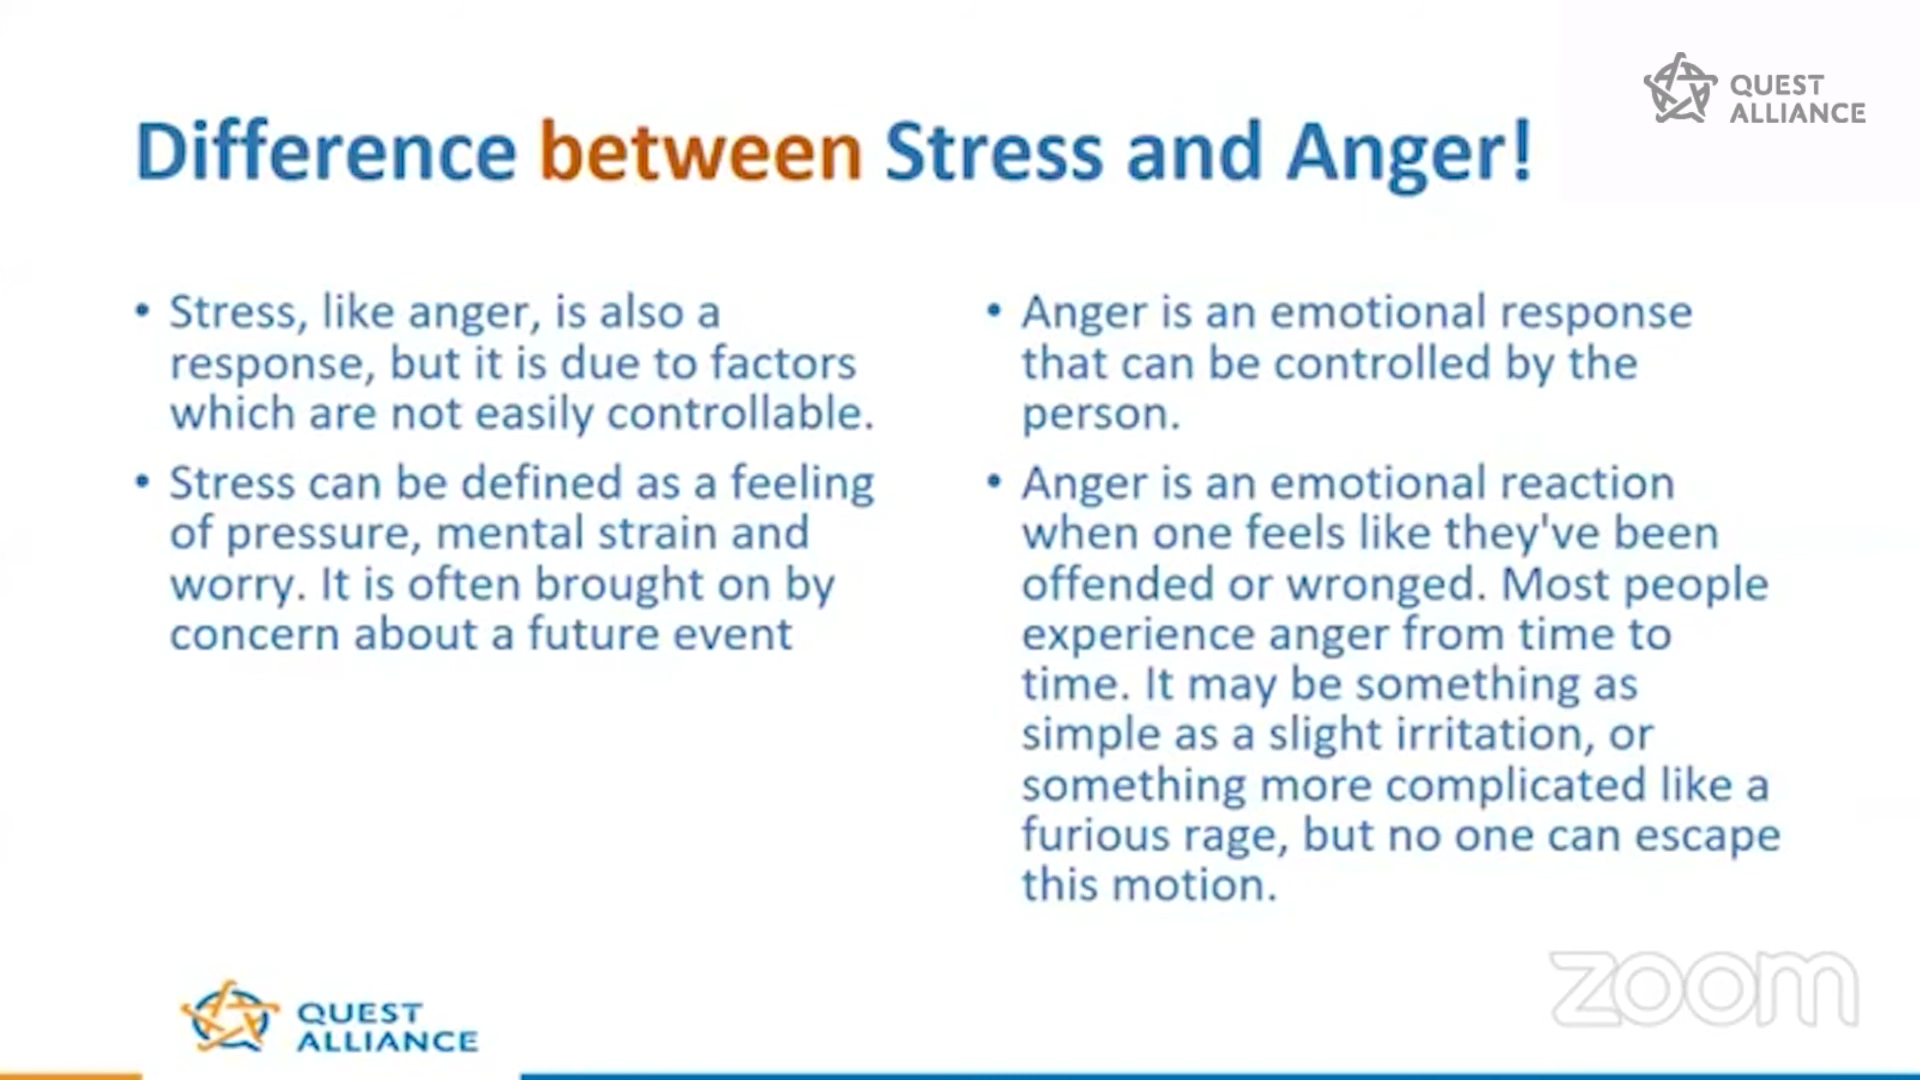 QUEST
ALLIANCE
Difference between Stress and Anger!
• Stress, like anger, is also a
response, but it is due to factors
which are not easily controllable.
• Stress can be defined as a feeling
of pressure, mental strain and
worry. It is often brought on by
concern about a future event
• Anger is an emotional response
that can be controlled by the
person.
• Anger is an emotional reaction
when one feels like they've been
offended or wronged. Most people
experience anger from time to
time. It may be something as
simple as a slight irritation, or
something more complicated like a
furious rage, but no one can escape
this motion.
QUEST
ALLIANCE
zoom